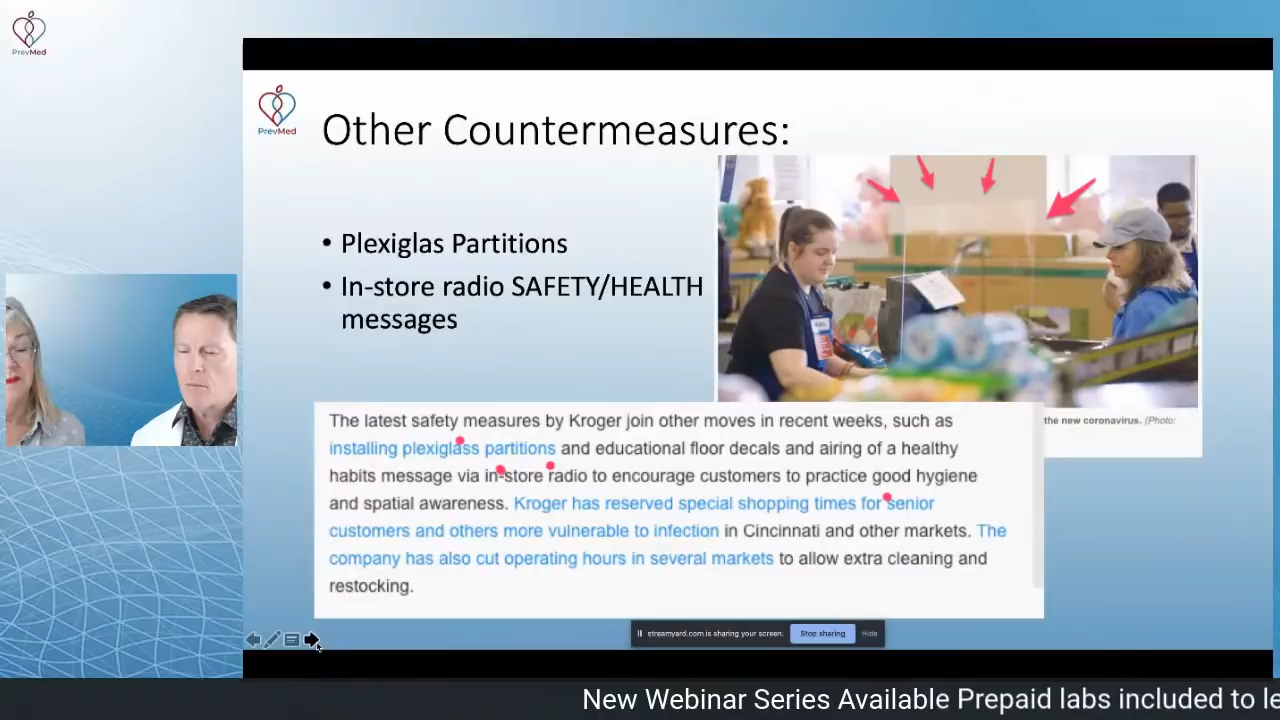 PrevMed
PrevMed
Other Countermeasures:
• Plexiglas Partitions
• In-store radio SAFETY/HEALTH
messages
the new coronavirus. (Photo:
The latest safety measures by Kroger join other moves in recent weeks, such as
installing plexiglass partitions and educational floor decals and airing of a healthy
habits message via in-store radio to encourage customers to practice good hygiene
and spatial awareness. Kroger has reserved special shopping times for senior
customers and others more vulnerable to infection in Cincinnati and other markets. The
company has also cut operating hours in several markets to allow extra cleaning and
restocking.
streamyard.com is sharing your screen.
Stop sharing
Hide
New Webinar Series Available Prepaid labs included to le